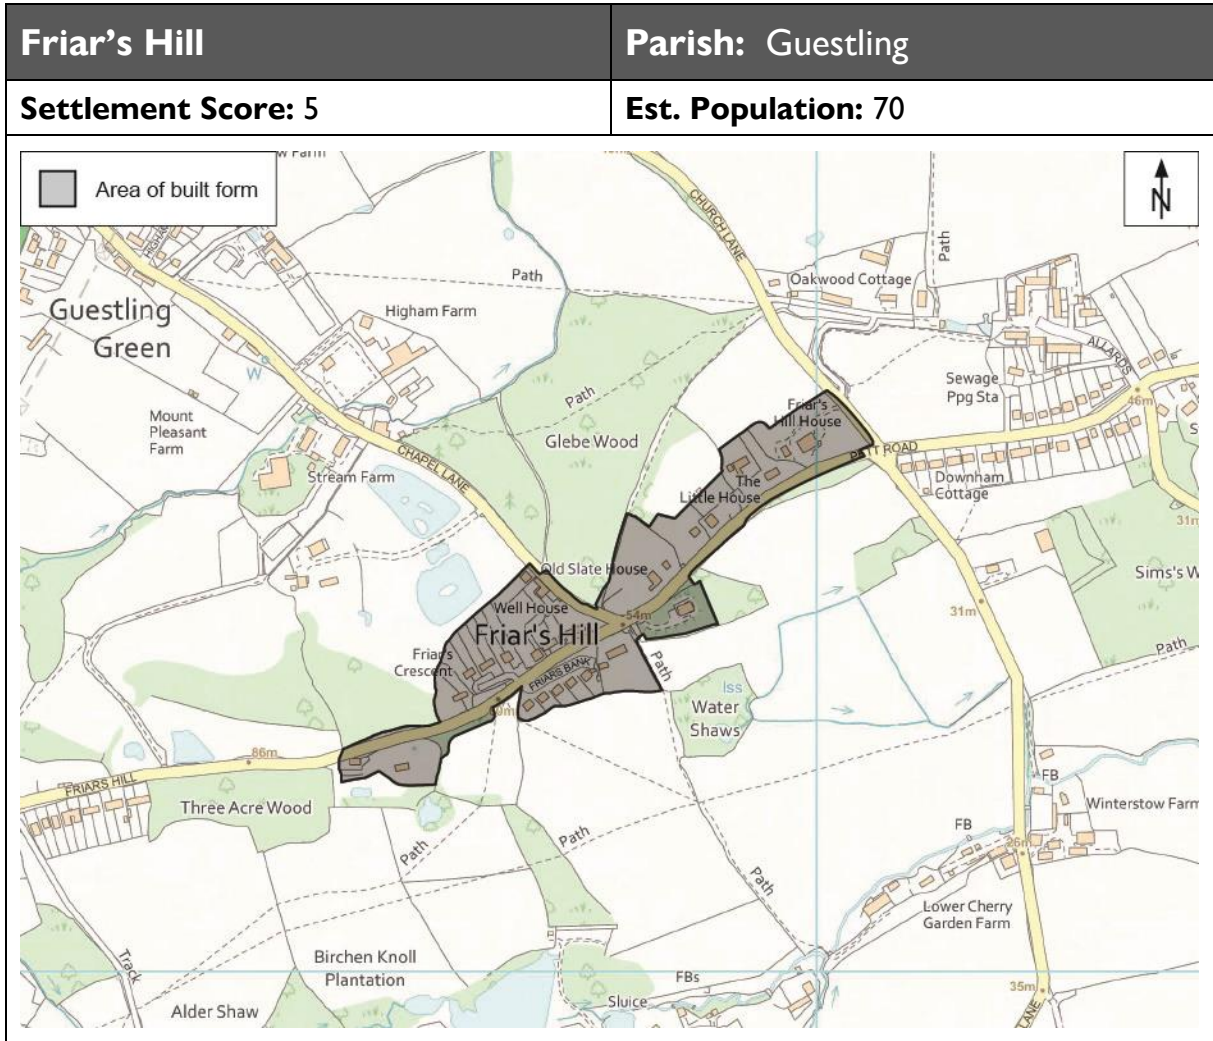 Friar’s Hill
Parish: Guestling
Settlement Score: 5
Est. Population: 70
Area of built form
N
Farm
CHURCH LANE
Path
Path
Oakwood Cottage
Guestling
Green
Higham Farm
ALLARDS
W
Path
Sewage
Ppg Sta
46m
Mount
Pleasant
Farm
Friar's
Hill House
Glebe Wood
CHAPEL LANE
PETT ROAD
Stream Farm
The
Little House
Downham
Cottage
31m
Old Slate House
Sims's W
Well House
54m
31m
Friar's Hill
Friar's
Crescent
FRIARS BANK
Path
Path
Iss
Water
Shaws
86m
FRIARS HILL
FB
Three Acre Wood
Winterstow Farm
FB
Path
Path
26m
Path
Lower Cherry
Garden Farm
Birchen Knoll
Plantation
Track
FBs
35m
Sluice
Alder Shaw
LANE